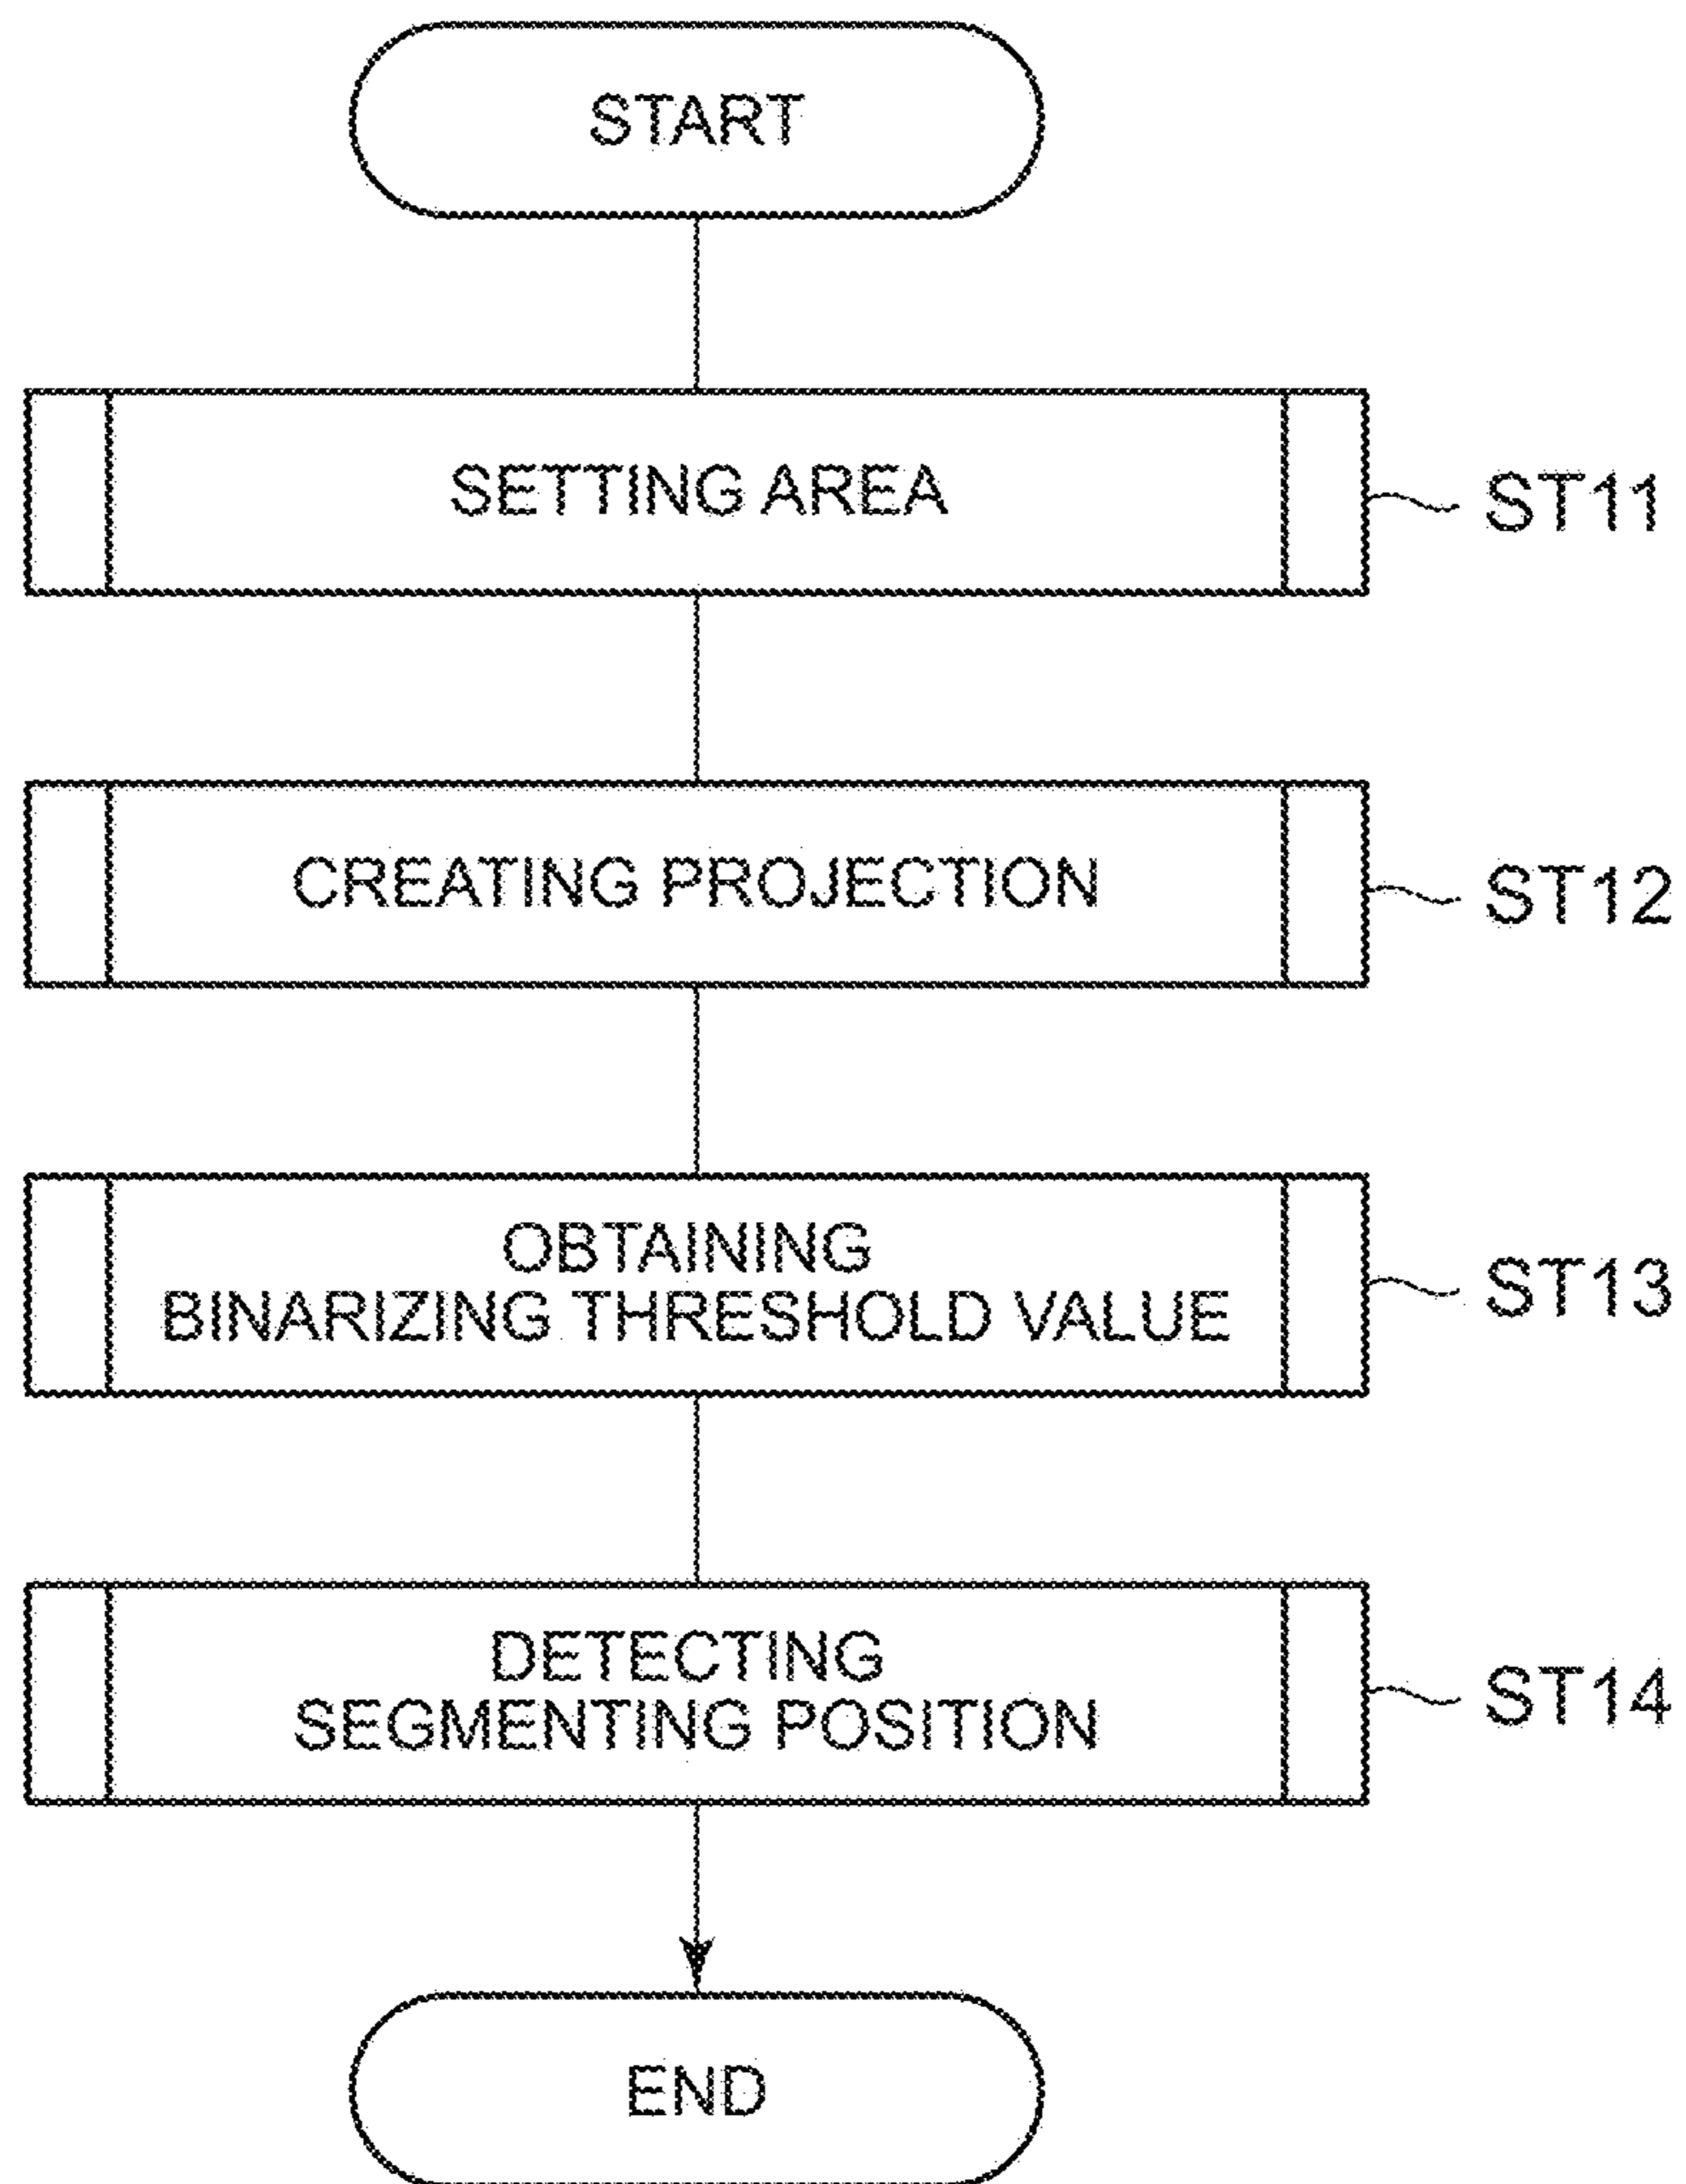 START
SETTING AREA
ST11
CREATING PROJECTION
ST12
OBTAINING
BINARIZING THRESHOLD VALUE
ST13
DETECTING
SEGMENTING POSITION
ST14
END